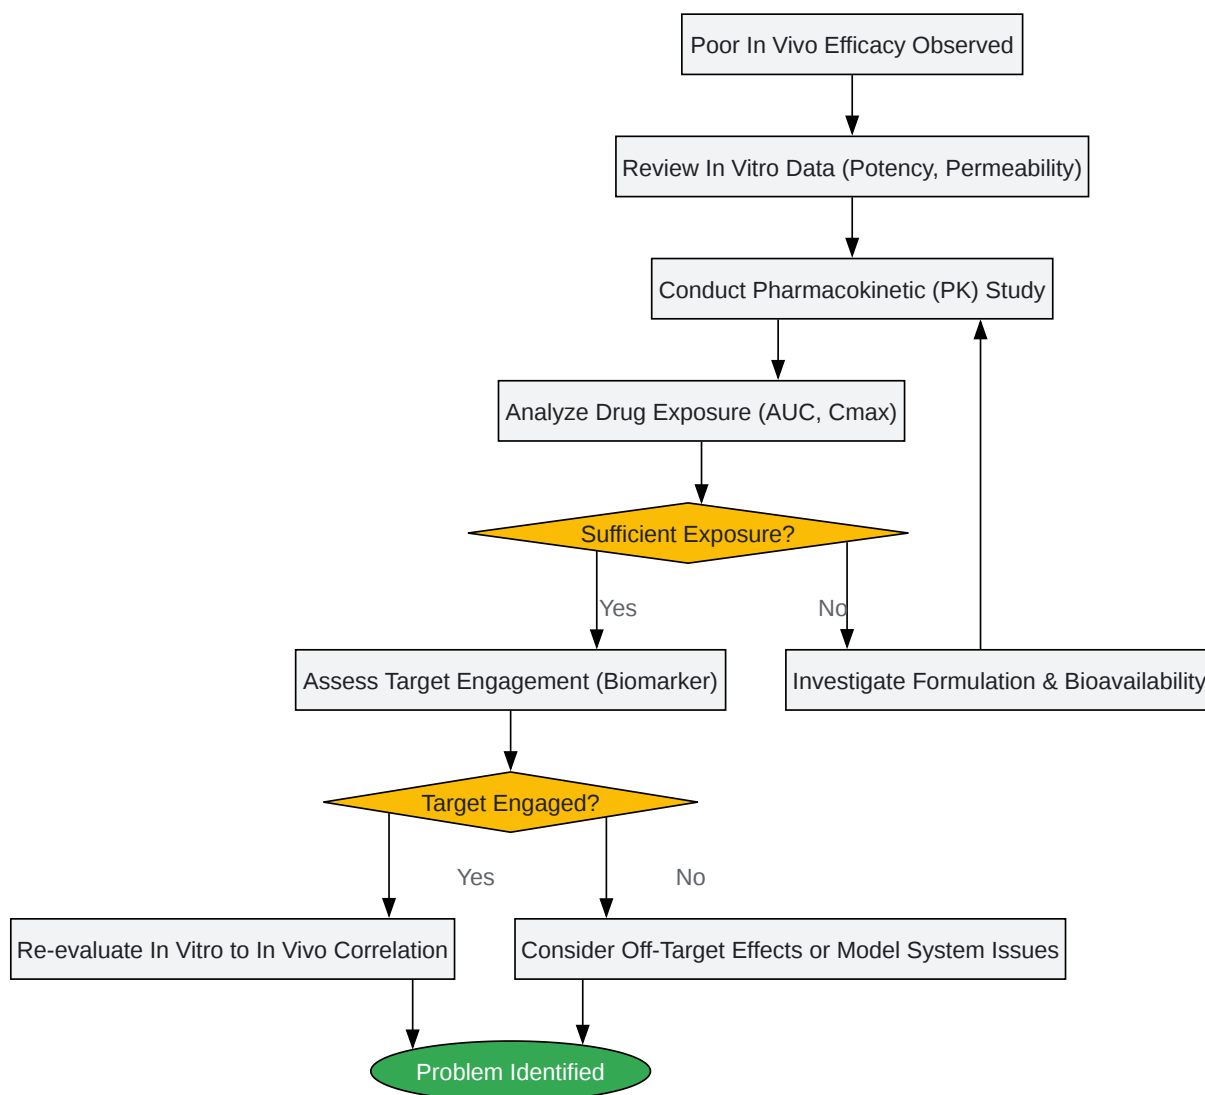 Poor In Vivo Efficacy Observed
Review In Vitro Data (Potency, Permeability)
Conduct Pharmacokinetic (PK) Study
Analyze Drug Exposure (AUC, Cmax)
Sufficient Exposure?
Yes
No
Assess Target Engagement (Biomarker)
Investigate Formulation & Bioavailability
Target Engaged?
Yes
No
Re-evaluate In Vitro to In Vivo Correlation
Consider Off-Target Effects or Model System Issues
Problem Identified